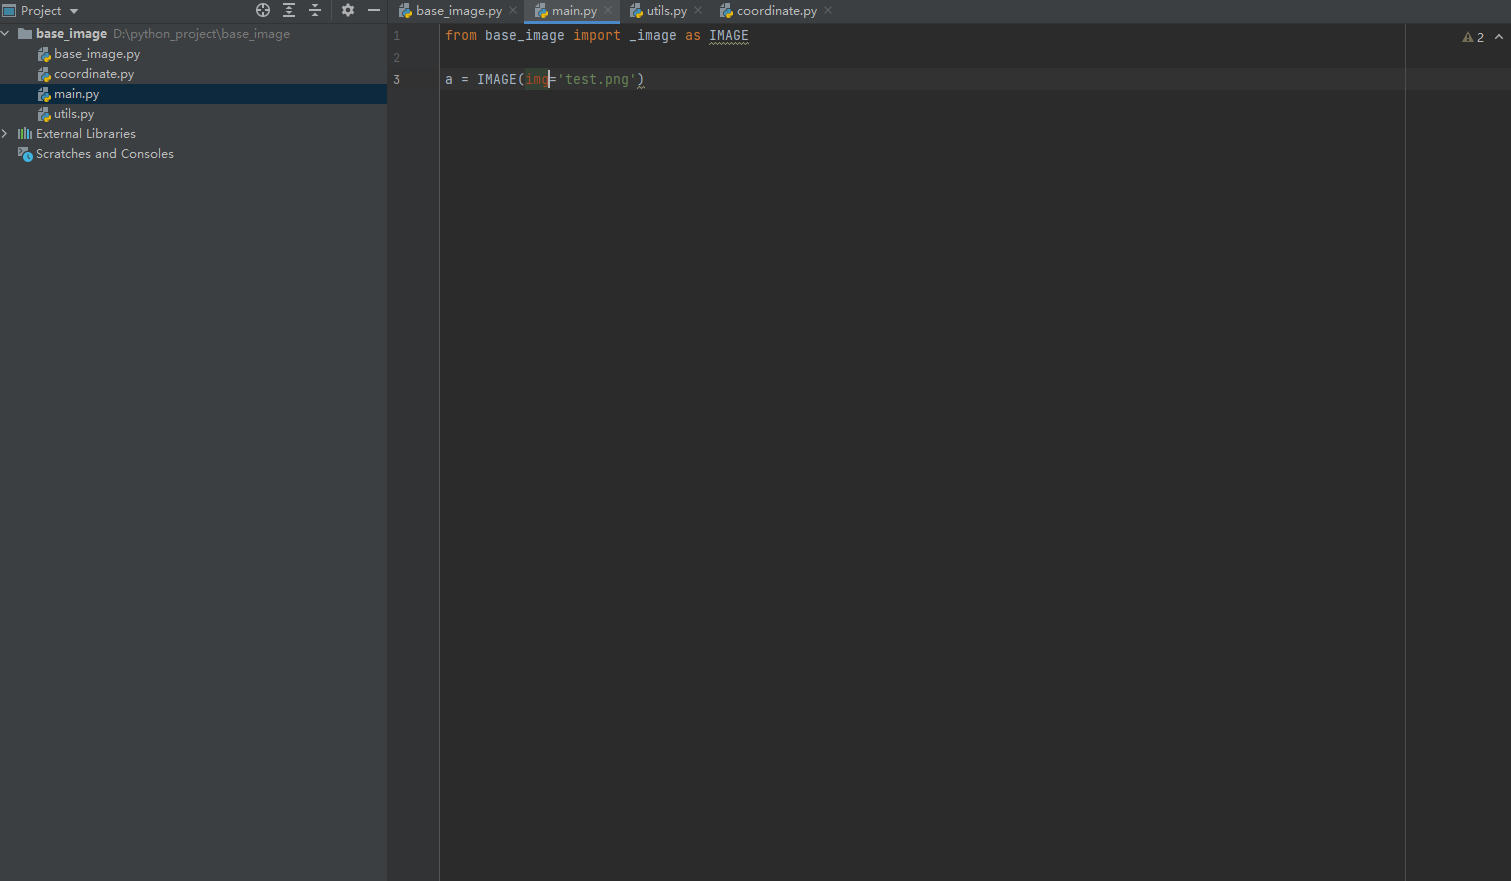 Project
base_image D:\python_project\base_image
base_image.py
coordinate.py
main.py
utils.py
External Libraries
Scratches and Consoles
base_image.py main.py utils.py coordinate.py
1 from base_image import _image as IMAGE
2
3 a = IMAGE(img='test.png')
2